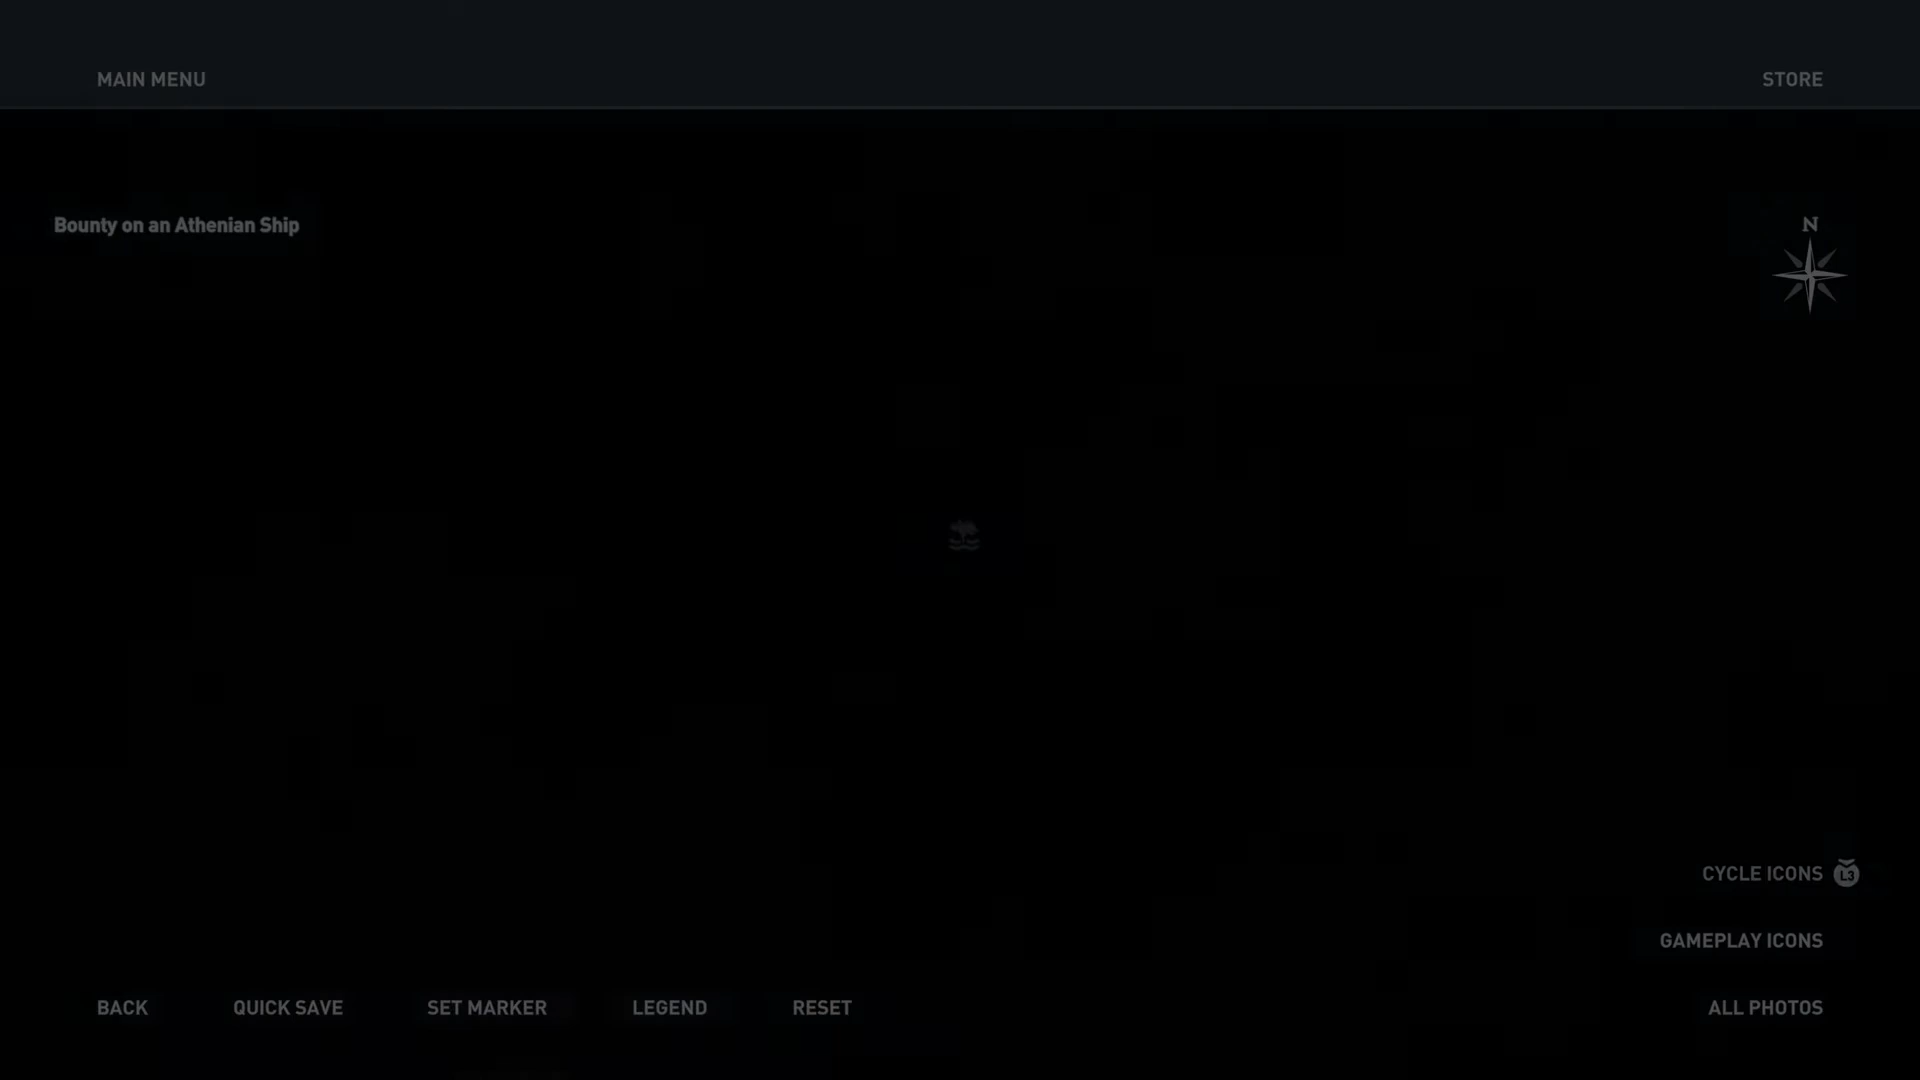 MAIN MENU
STORE
Bounty on an Athenian Ship
N
CYCLE ICONS L3
GAMEPLAY ICONS
BACK
QUICK SAVE
SET MARKER
LEGEND
RESET
ALL PHOTOS